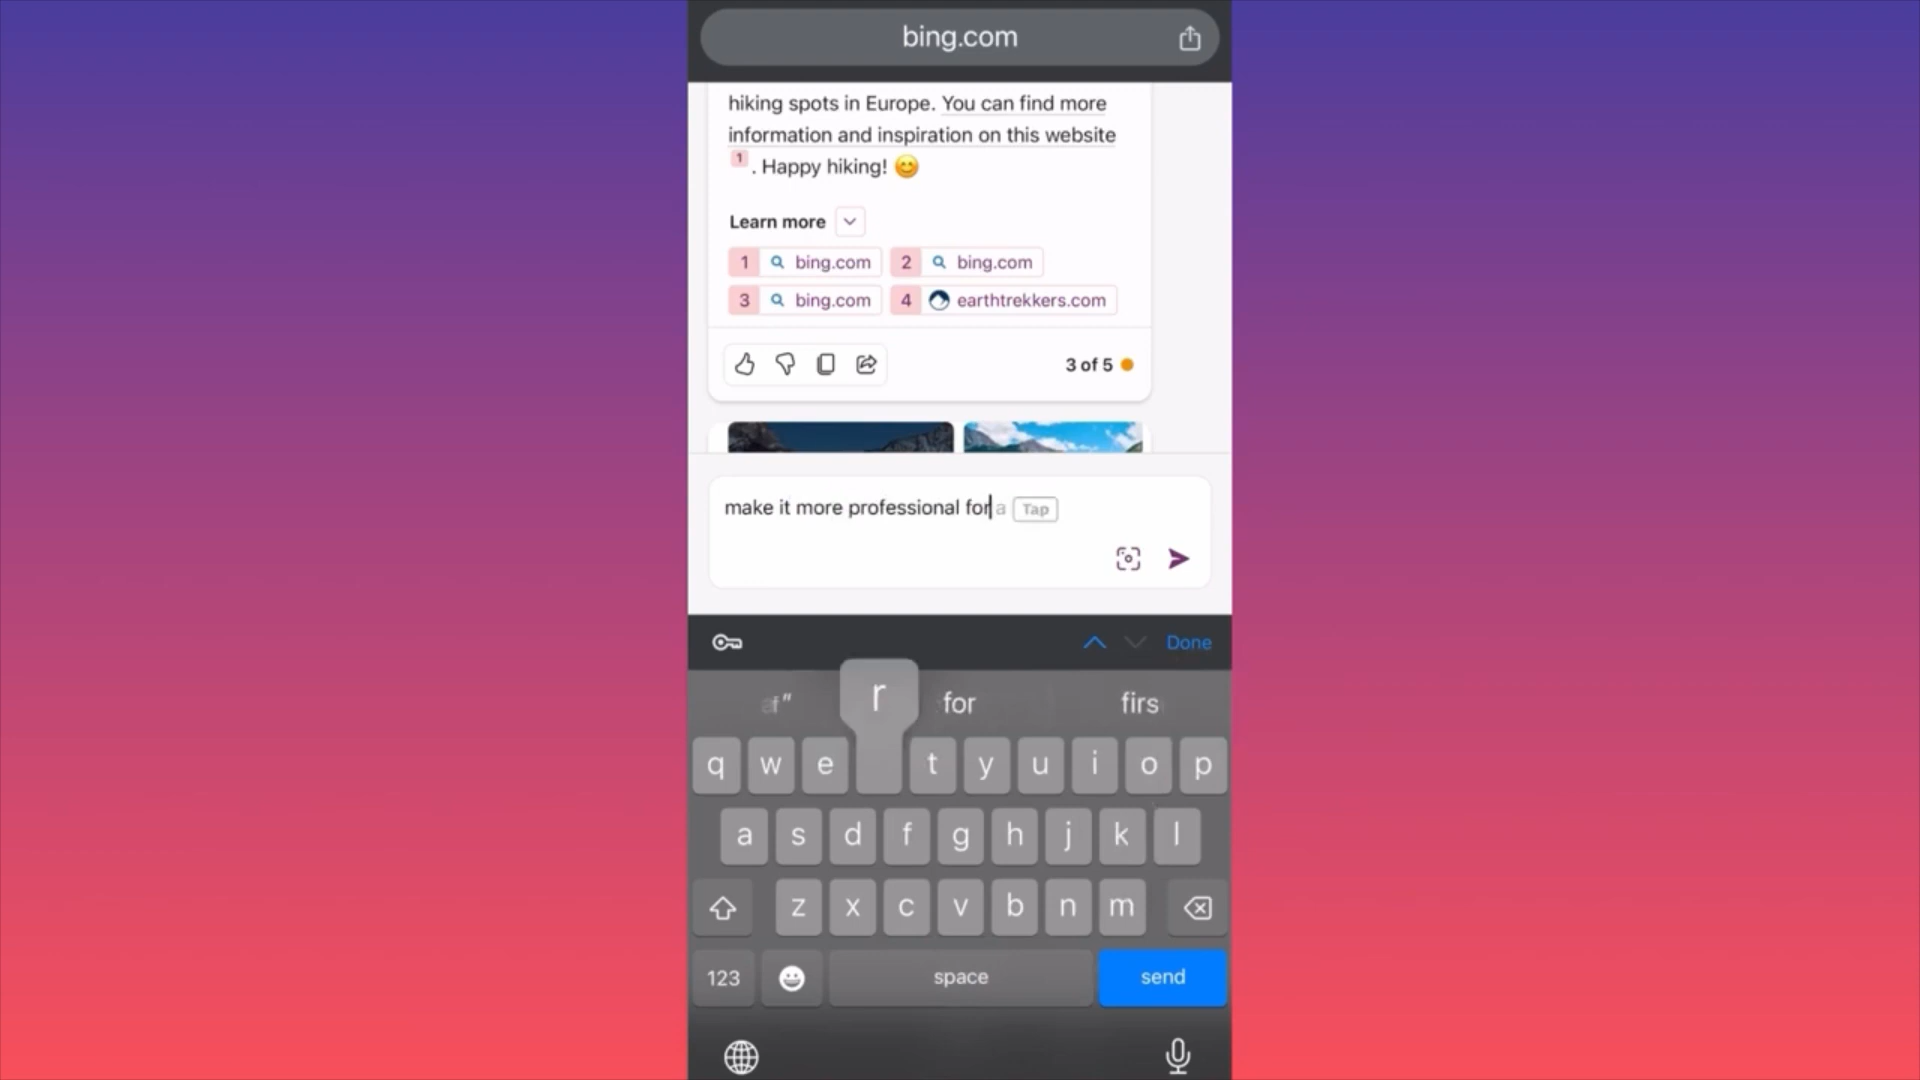 bing.com
hiking spots in Europe. You can find more
information and inspiration on this website
1 . Happy hiking! 😊
Learn more
1 bing.com 2 bing.com
3 bing.com 4 earthtrekkers.com
3 of 5
make it more professional for a Tap
Done
r for firs
q w e t y u i o p
a s d f g h j k l
z x c v b n m
123 space send